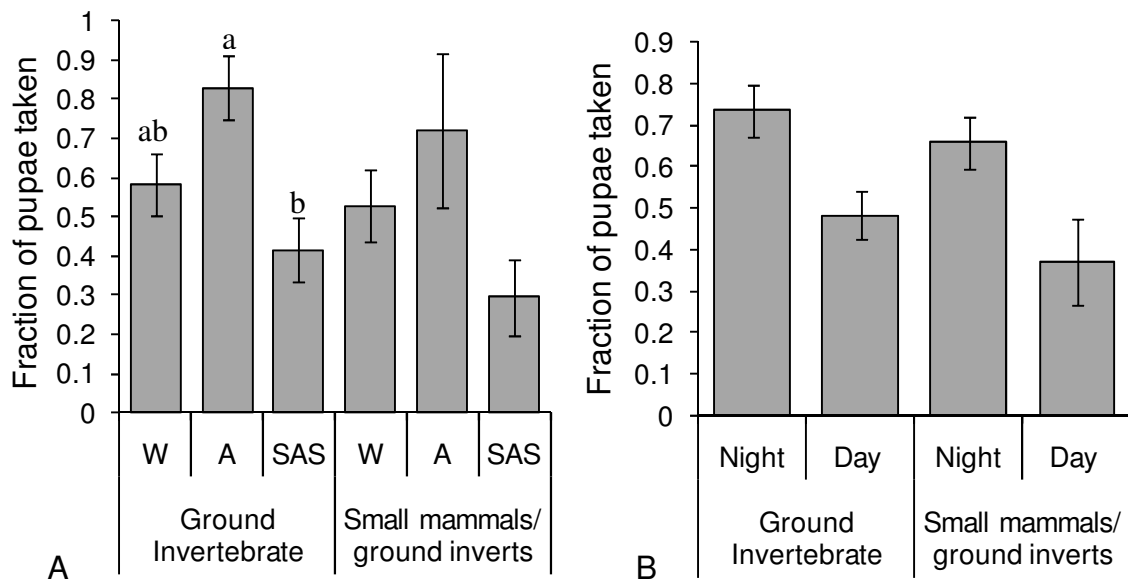 Fraction of pupae taken
1
0.9
0.8
0.7
0.6
0.5
0.4
0.3
0.2
0.1
0
ab
a
b
W A SAS W A SAS
Ground Small mammals/
Invertebrate ground inverts
A
Fraction of pupae taken
0.9
0.8
0.7
0.6
0.5
0.4
0.3
0.2
0.1
0
Night Day Night Day
Ground Small mammals/
Invertebrate ground inverts
B